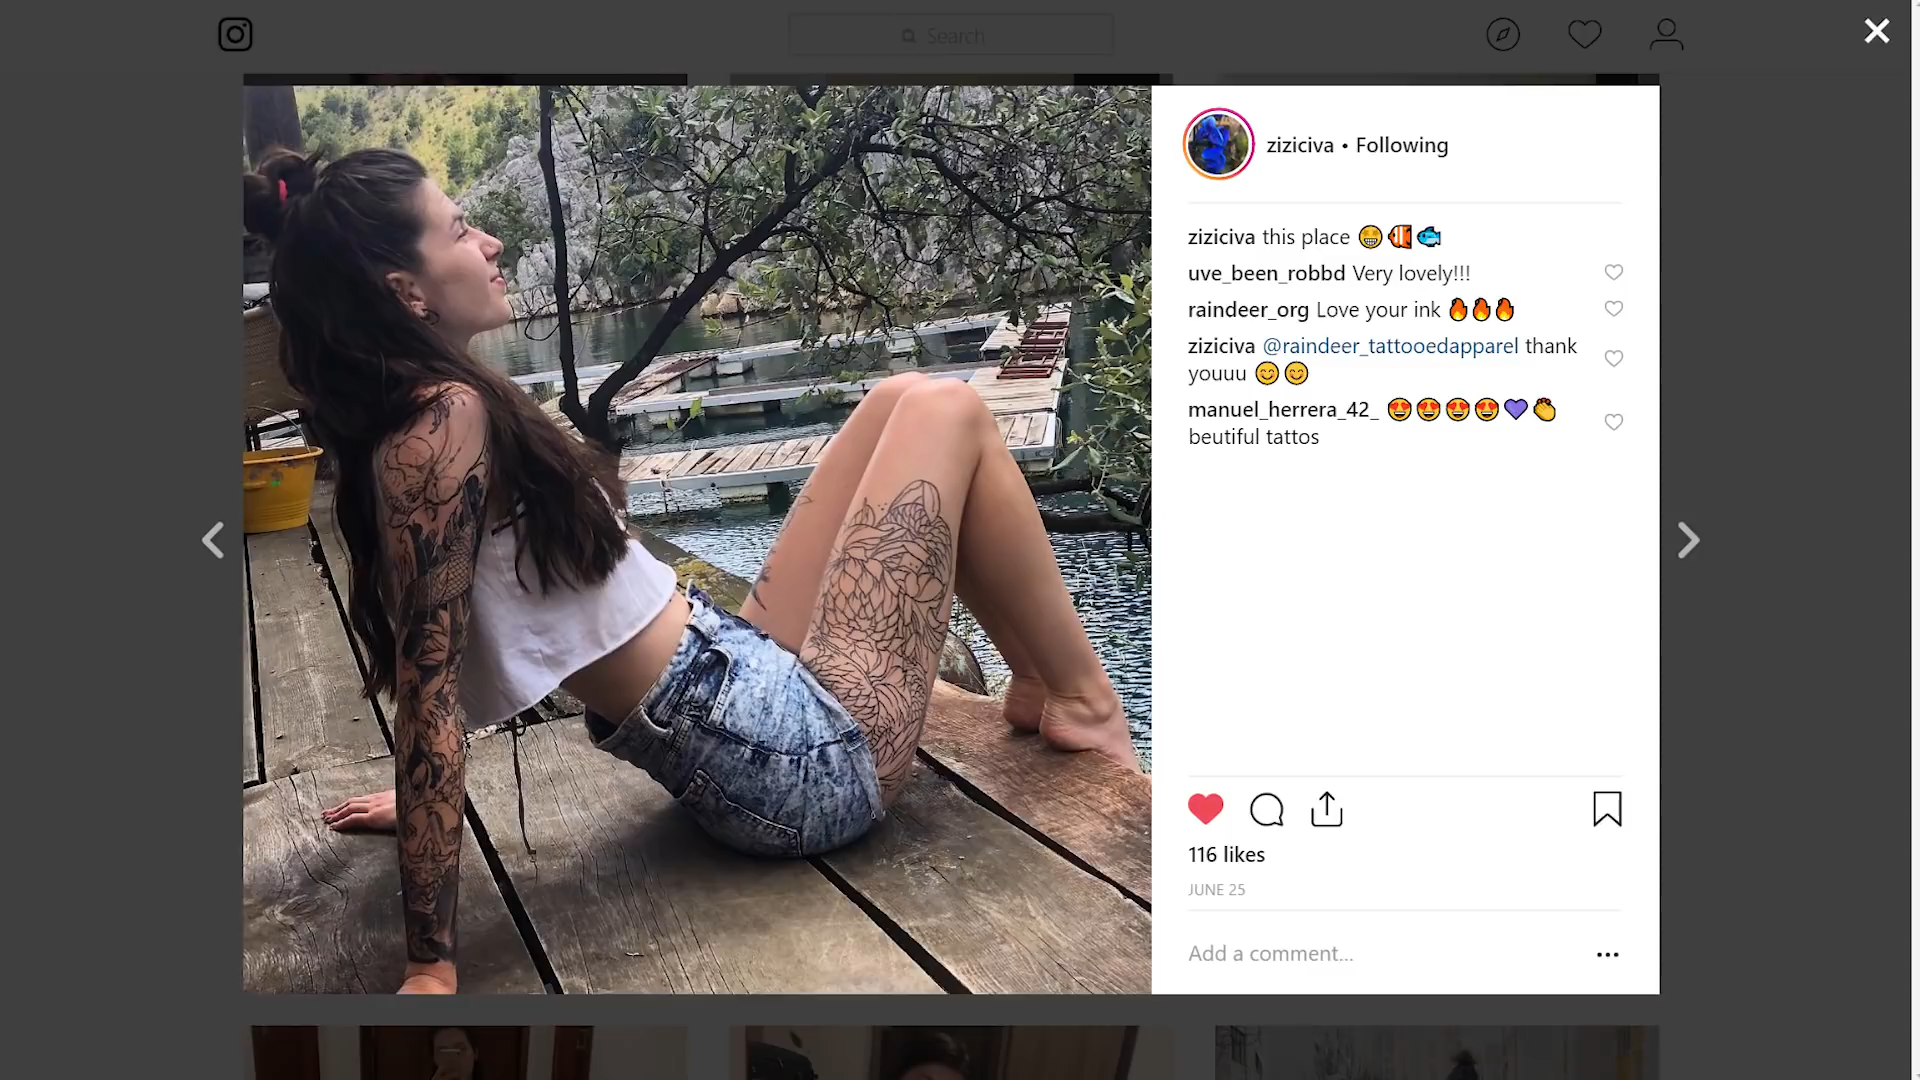 Search
ziziciva • Following
ziziciva this place 😁🐠🐟
uve_been_robbd Very lovely!!!
raindeer_org Love your ink 🔥🔥🔥
ziziciva @raindeer_tattooedapparel thank
youuu 😊😊
manuel_herrera_42_ 😍😍😍😍💜👏
beutiful tattos
116 likes
JUNE 25
Add a comment...